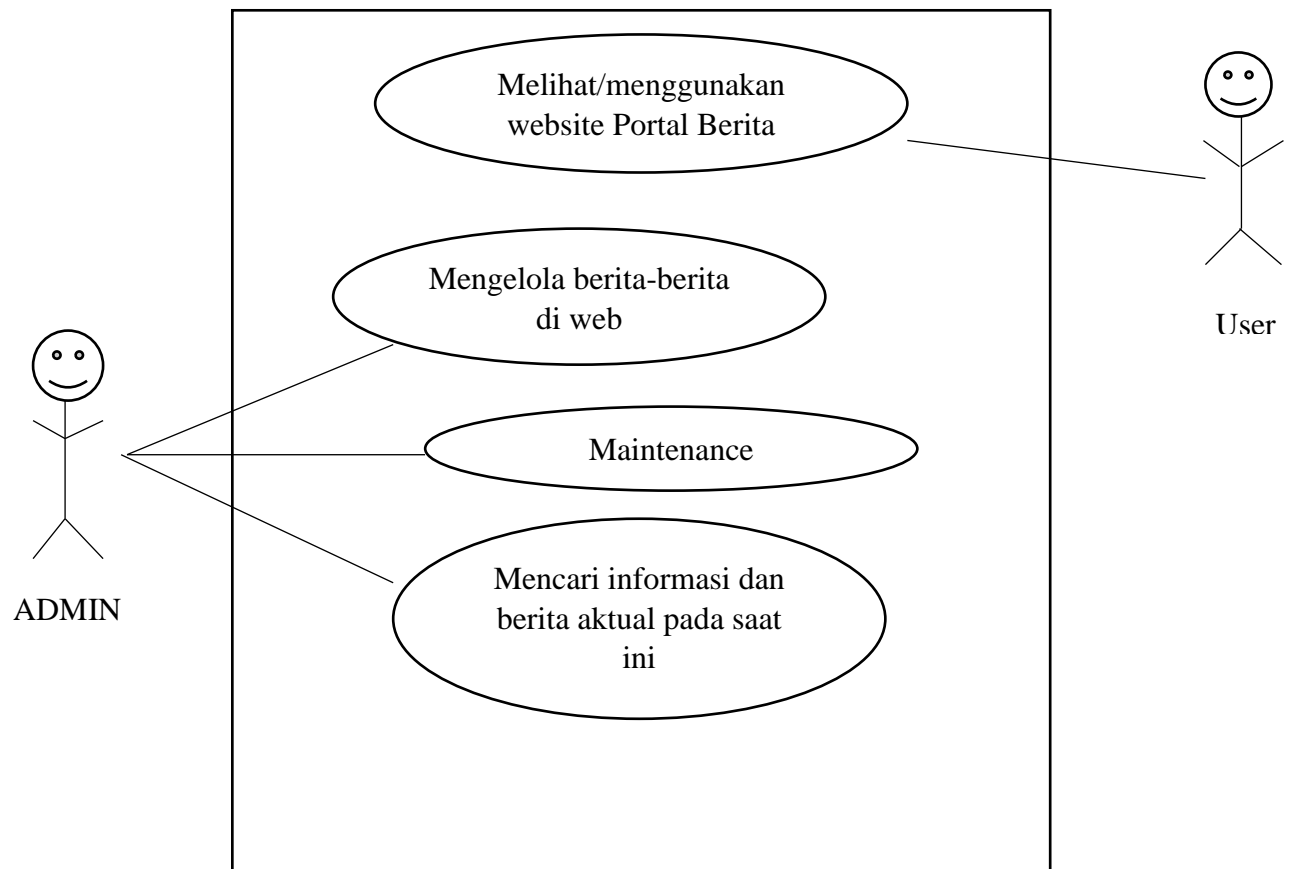 Melihat/menggunakan
website Portal Berita
Mengelola berita-berita
di web
User
Maintenance
Mencari informasi dan
berita aktual pada saat
ini
ADMIN